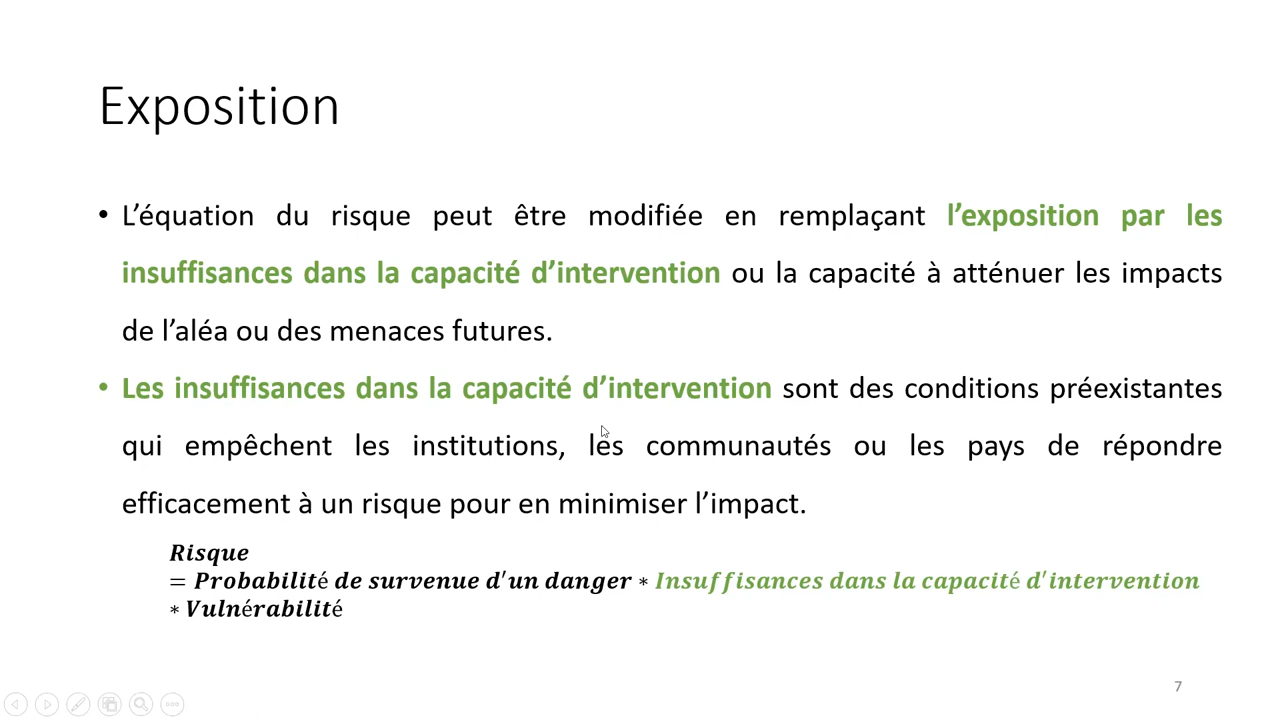 Exposition
• L’équation du risque peut être modifiée en remplaçant l’exposition par les
insuffisances dans la capacité d’intervention ou la capacité à atténuer les impacts
de l’aléa ou des menaces futures.
• Les insuffisances dans la capacité d’intervention sont des conditions préexistantes
qui empêchent les institutions, les communautés ou les pays de répondre
efficacement à un risque pour en minimiser l’impact.
Risque
= Probabilité de survenue d′un danger ∗ Insuffisances dans la capacité d′intervention
∗ Vulnérabilité
7